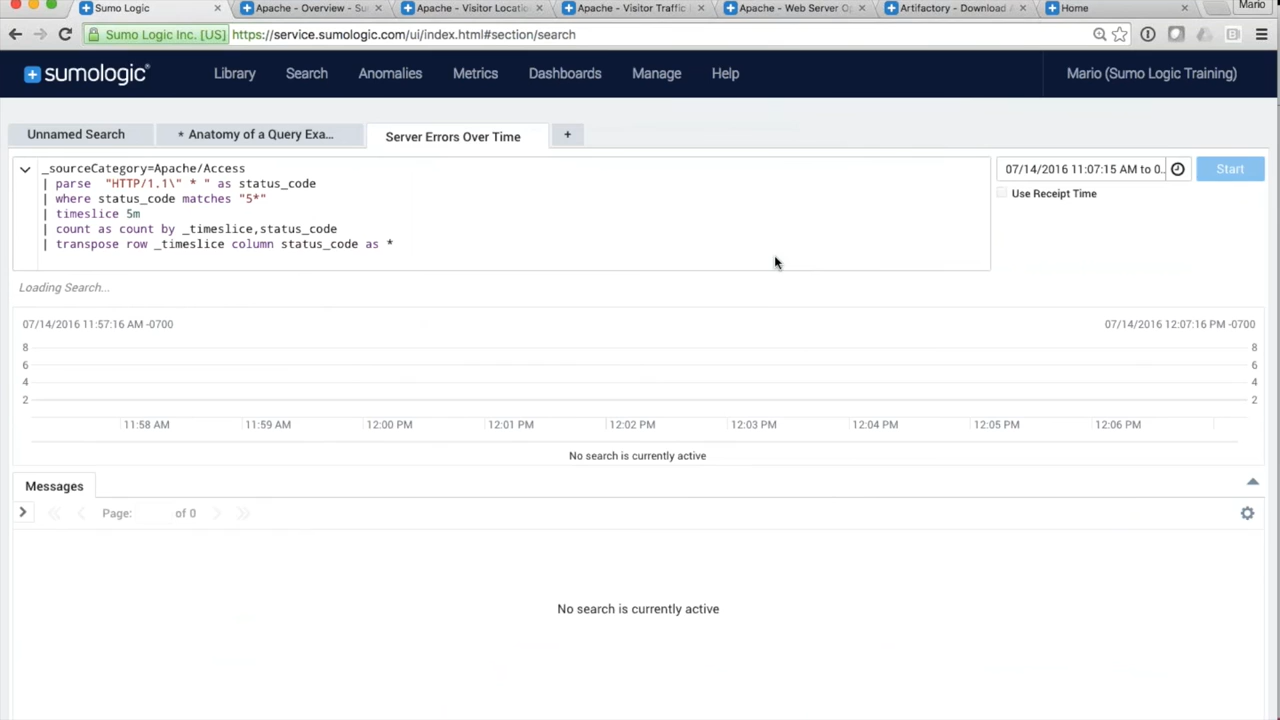 Sumo Logic
Apache - Overview - Su
Apache - Visitor Locatio
Apache - Visitor Traffic
Apache - Web Server Op
Artifactory - Download A
Home
Mario
Sumo Logic Inc. [US] https://service.sumologic.com/ui/index.html#section/search
sumologic®
Library Search Anomalies Metrics Dashboards Manage Help
Mario (Sumo Logic Training)
Unnamed Search
* Anatomy of a Query Exa...
Server Errors Over Time
+
_sourceCategory=Apache/Access
| parse "HTTP/1.1\" * " as status_code
| where status_code matches "5*"
| timeslice 5m
| count as count by _timeslice,status_code
| transpose row _timeslice column status_code as *
07/14/2016 11:07:15 AM to 0..
Start
Use Receipt Time
Loading Search...
07/14/2016 11:57:16 AM -0700
07/14/2016 12:07:16 PM -0700
8 8
6 6
4 4
2 2
11:58 AM 11:59 AM 12:00 PM 12:01 PM 12:02 PM 12:03 PM 12:04 PM 12:05 PM 12:06 PM
No search is currently active
Messages
Page: of 0
No search is currently active